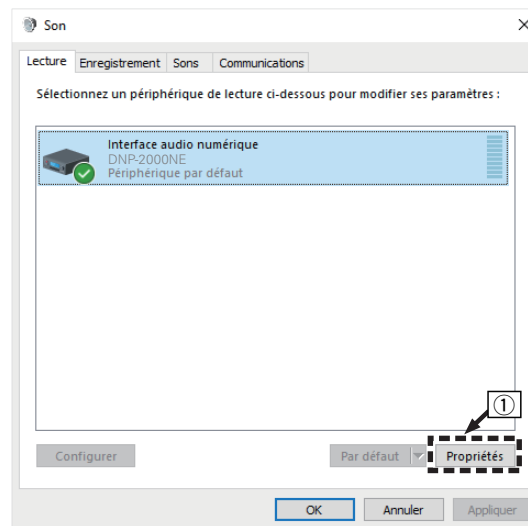 Son
Lecture Enregistrement Sons Communications
Sélectionnez un périphérique de lecture ci-dessous pour modifier ses paramètres :
Interface audio numérique
DNP-2000NE
Périphérique par défaut
①
Configurer Par défaut Propriétés
OK Annuler Appliquer